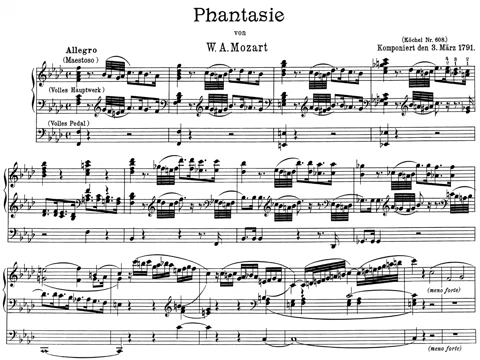 Phantasie
von
W. A. Mozart
(Köchel Nr. 608.)
Komponiert den 3. März 1791.
Allegro
(Maestoso)
(Volles Hauptwerk)
(Volles Pedal)
(meno forte)
(meno forte)